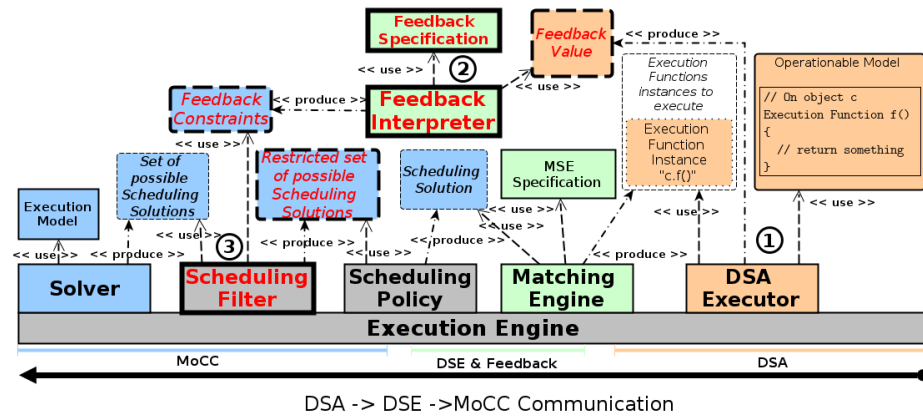 Feedback
Specification
Feedback
Value
<< produce >>
<< use >>
②
<< use >>
Execution
Functions
instances to
execute
Operationable Model
// On object c
Execution Function f()
{
// return something
}
Feedback
Constraints
<< produce >>
Feedback
Interpreter
Execution
Function
Instance
"c.f()"
<< use >>
Set of
possible
Scheduling
Solutions
Restricted set
of possible
Scheduling
Solutions
Scheduling
Solution
MSE
Specification
Execution
Model
<< use >>
<< use >>
<< use >>
<< use >>
③
<< produce >>
①
<< use >>
<< produce >>
<< produce >>
<< use >>
<< produce >>
Solver
Scheduling
Filter
Scheduling
Policy
Matching
Engine
DSA
Executor
Execution Engine
MoCC
DSE & Feedback
DSA
DSA -> DSE ->MoCC Communication